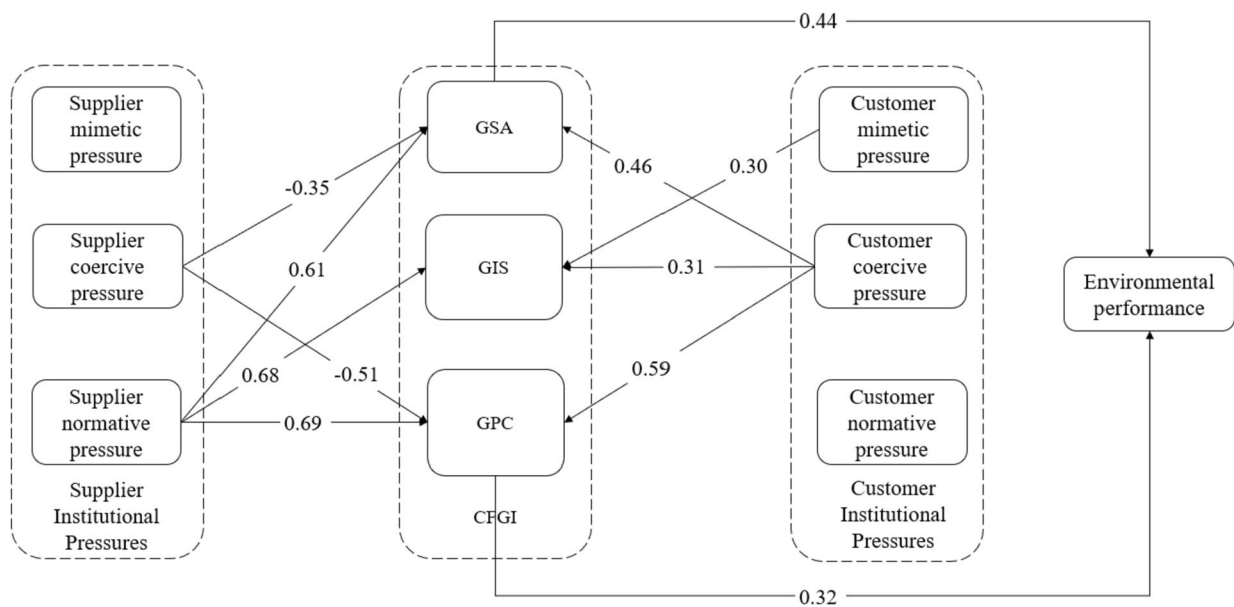 0.44
Supplier
mimetic
pressure
GSA
Customer
mimetic
pressure
0.46
0.30
-0.35
Supplier
coercive
pressure
0.61
GIS
0.31
Customer
coercive
pressure
Environmental
performance
0.68
-0.51
0.59
Supplier
normative
pressure
0.69
GPC
Customer
normative
pressure
Supplier
Institutional
Pressures
CFGI
Customer
Institutional
Pressures
0.32